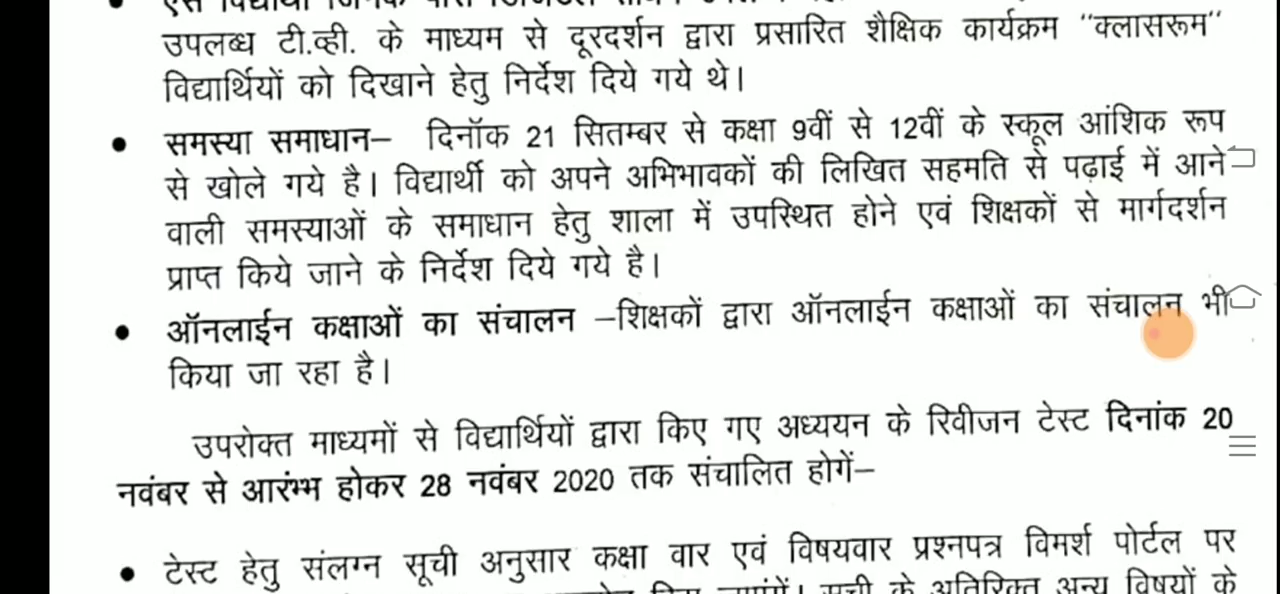 उपलब्ध टी.व्ही. के माध्यम से दूरदर्शन द्वारा प्रसारित शैक्षिक कार्यक्रम "क्लासरूम"
विद्यार्थियों को दिखाने हेतु निर्देश दिये गये थे।
• समस्या समाधान– दिनॉक 21 सितम्बर से कक्षा 9वीं से 12वीं के स्कूल आंशिक रूप
से खोले गये है। विद्यार्थी को अपने अभिभावकों की लिखित सहमति से पढ़ाई में आने
वाली समस्याओं के समाधान हेतु शाला में उपस्थित होने एवं शिक्षकों से मार्गदर्शन
प्राप्त किये जाने के निर्देश दिये गये है।
• ऑनलाईन कक्षाओं का संचालन –शिक्षकों द्वारा ऑनलाईन कक्षाओं का संचालन भी
किया जा रहा है।
उपरोक्त माध्यमों से विद्यार्थियों द्वारा किए गए अध्ययन के रिवीजन टेस्ट दिनांक 20
नवंबर से आरंम्भ होकर 28 नवंबर 2020 तक संचालित होगें–
• टेस्ट हेतु संलग्न सूची अनुसार कक्षा वार एवं विषयवार प्रश्नपत्र विमर्श पोर्टल पर
सूची के अतिरिक्त अन्य विषयों के